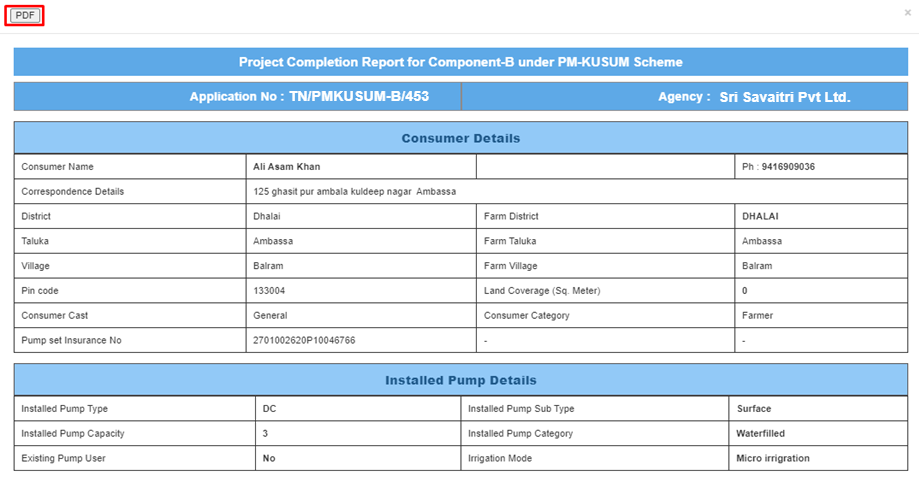 PDF
×
Project Completion Report for Component-B under PM-KUSUM Scheme
Application No : TN/PMKUSUM-B/453 Agency : Sri Savaitri Pvt Ltd.
Consumer Details
Consumer Name Ali Asam Khan Ph : 9416909036
Correspondence Details 125 ghasit pur ambala kuldeep nagar Ambassa
District Dhalai Farm District DHALAI
Taluka Ambassa Farm Taluka Ambassa
Village Balram Farm Village Balram
Pin code 133004 Land Coverage (Sq. Meter) 0
Consumer Cast General Consumer Category Farmer
Pump set Insurance No 2701002620P10046766 - -
Installed Pump Details
Installed Pump Type DC Installed Pump Sub Type Surface
Installed Pump Capacity 3 Installed Pump Category Waterfilled
Existing Pump User No Irrigation Mode Micro irrigration